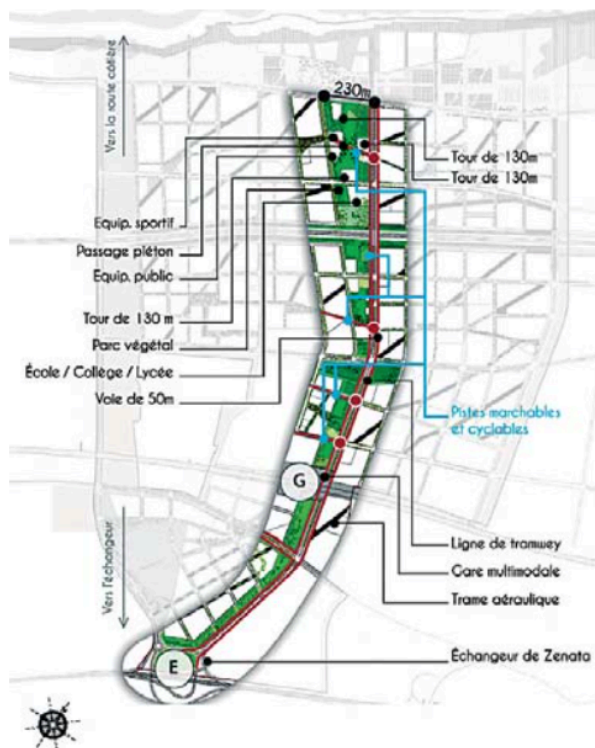 Vers la route côtière
230m
Tour de 130m
Tour de 130m
Equip. sportif
Passage piéton
Equip. public
Tour de 130 m
Parc végétal
École / Collège / Lycée
Voie de 50m
Pistes marchables
et cyclables
G
Vers l'échangeur
Ligne de tramwey
Gare multimodale
Trame aéraulique
Échangeur de Zenata
E